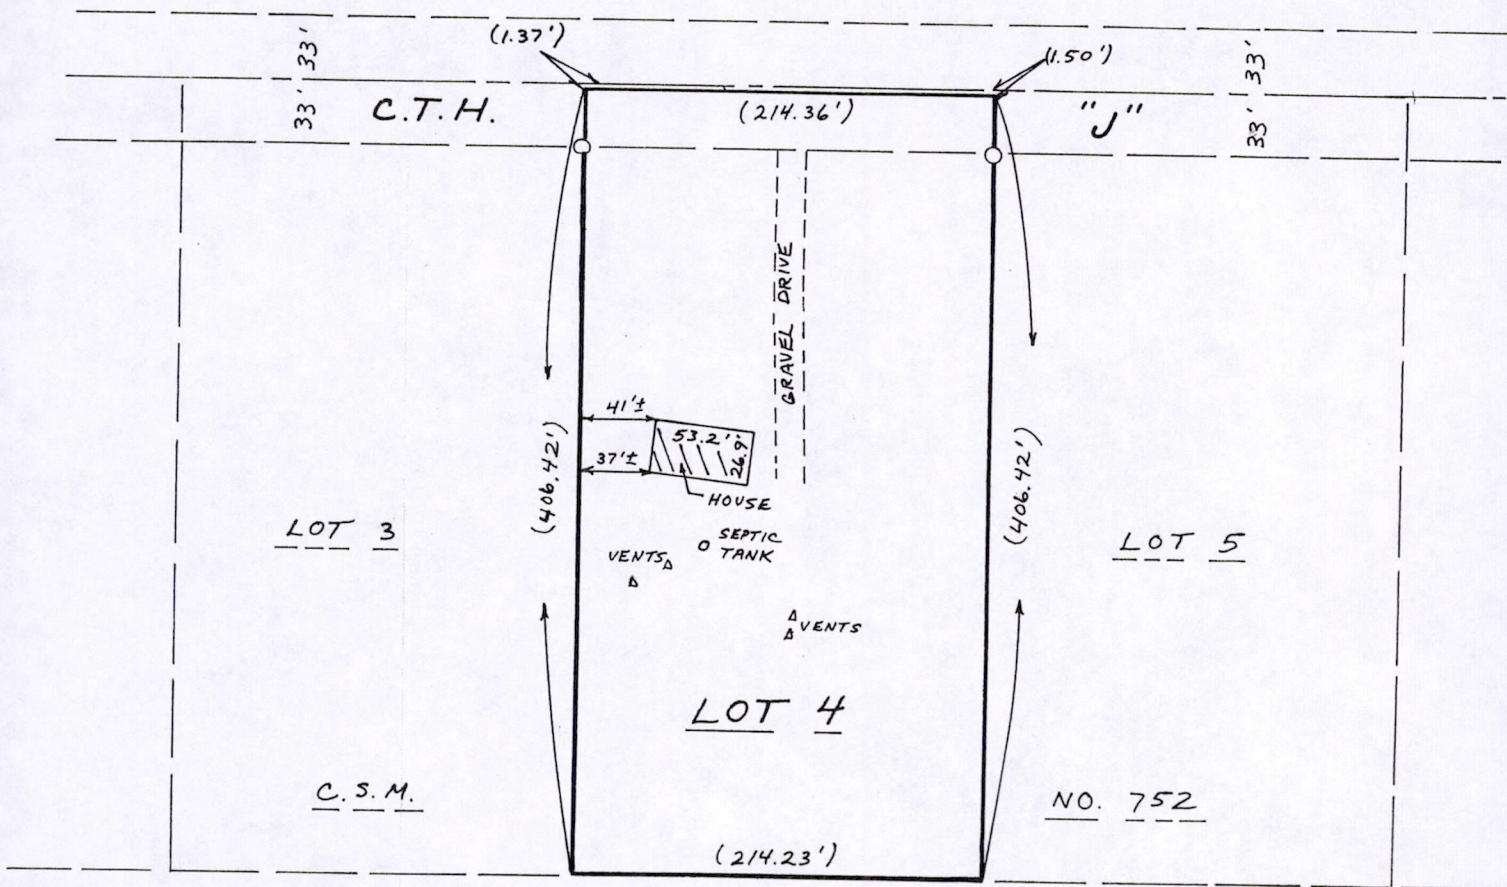 (1.37')
(1.50')
33'
33'
33'
33'
C.T.H.
"J"
(214.36')
GRAVEL DRIVE
41'±
37'±
53.2'
26.9'
HOUSE
(406.42')
(406.42')
LOT 3
LOT 5
SEPTIC
TANK
VENTS
VENTS
LOT 4
C.S.M.
NO. 752
(214.23')